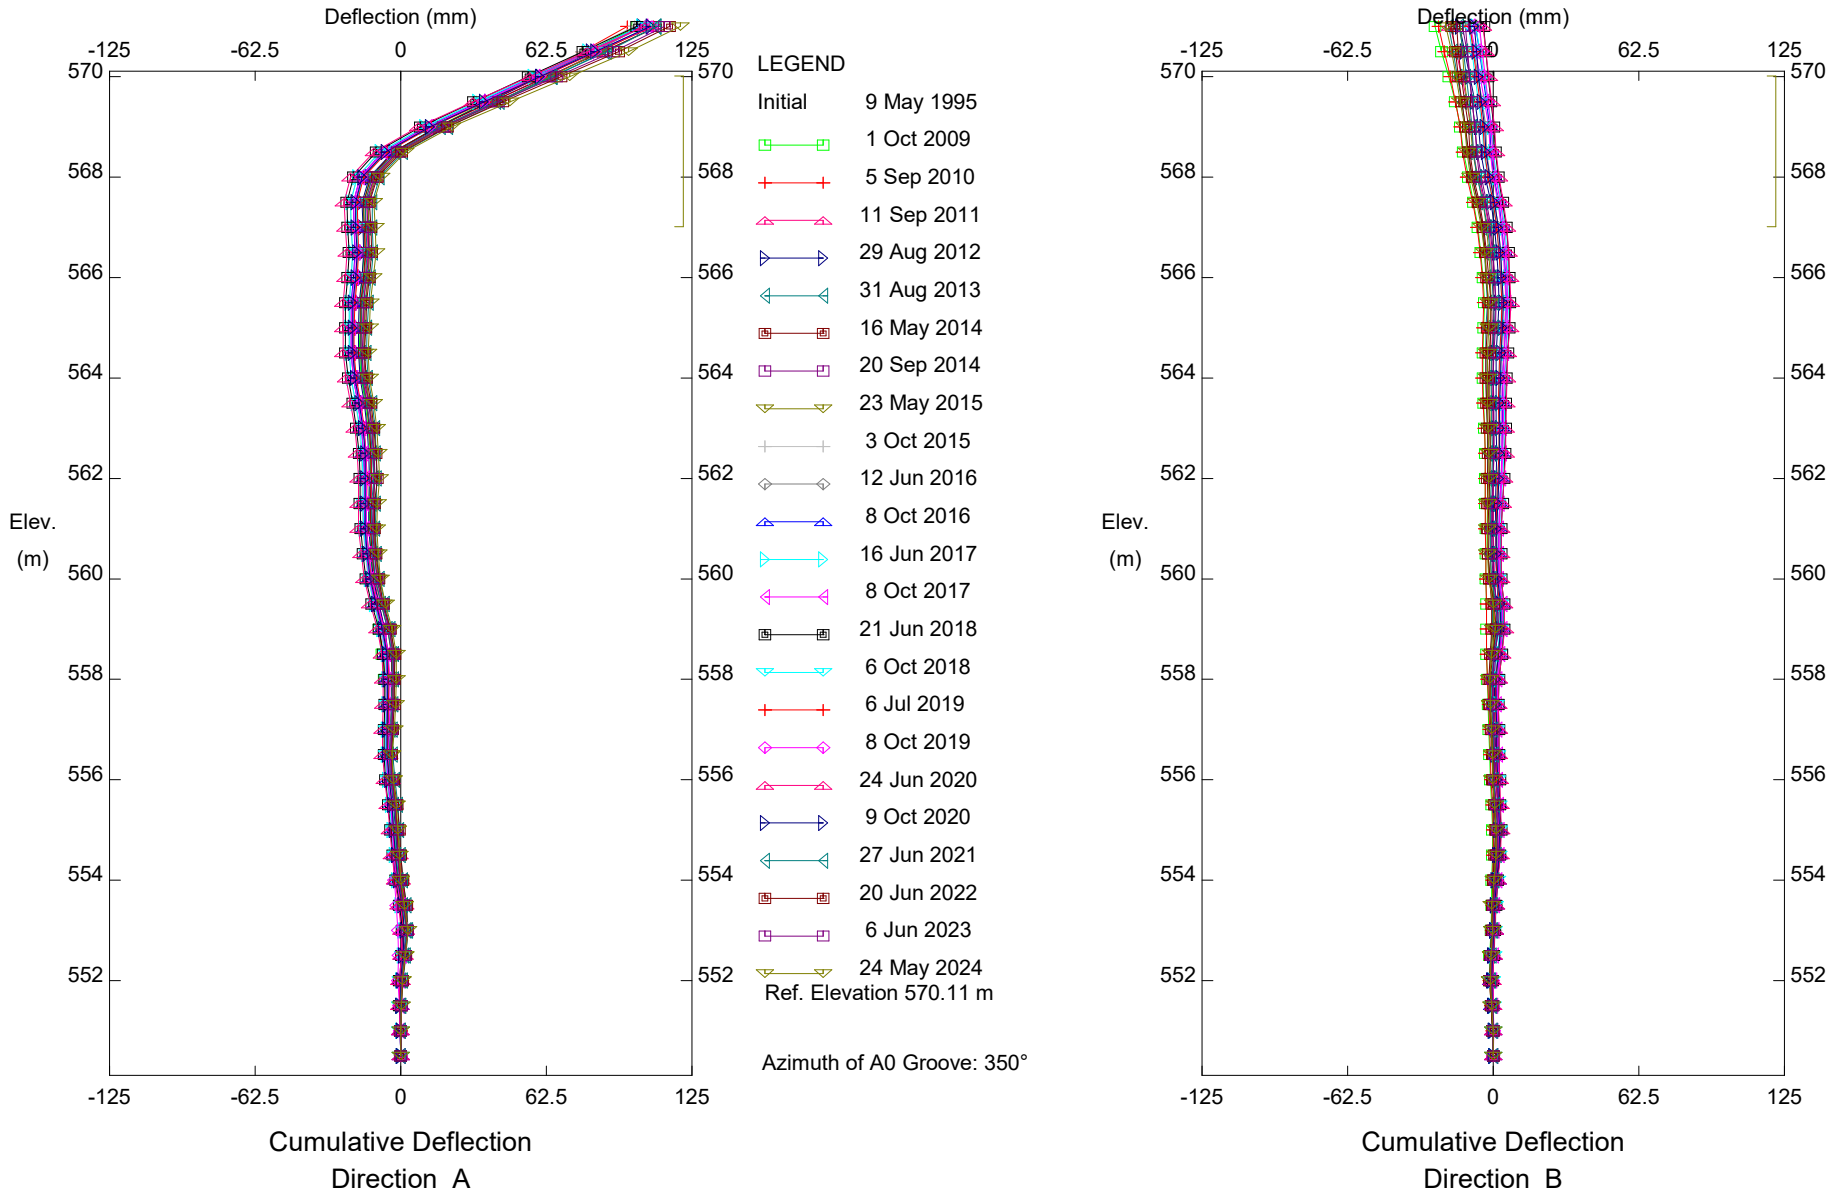 Deflection (mm)
-125 -62.5 0 62.5 125
570 570
568
566 566
564 564
562 562
560 560
558 558
556 556
554 554
552 552
Elev.
(m)
-125 -62.5 0 62.5 125
Cumulative Deflection
Direction A
LEGEND
Initial 9 May 1995
1 Oct 2009
5 Sep 2010
11 Sep 2011
29 Aug 2012
31 Aug 2013
16 May 2014
20 Sep 2014
23 May 2015
3 Oct 2015
12 Jun 2016
8 Oct 2016
16 Jun 2017
8 Oct 2017
21 Jun 2018
6 Oct 2018
6 Jul 2019
8 Oct 2019
24 Jun 2020
9 Oct 2020
27 Jun 2021
20 Jun 2022
6 Jun 2023
24 May 2024
Ref. Elevation 570.11 m
Azimuth of A0 Groove: 350°
Deflection (mm)
-125 -62.5 0 62.5 125
570 570
568 568
566 566
564 564
562 562
560 560
558 558
556 556
554 554
552 552
Elev.
(m)
-125 -62.5 0 62.5 125
Cumulative Deflection
Direction B